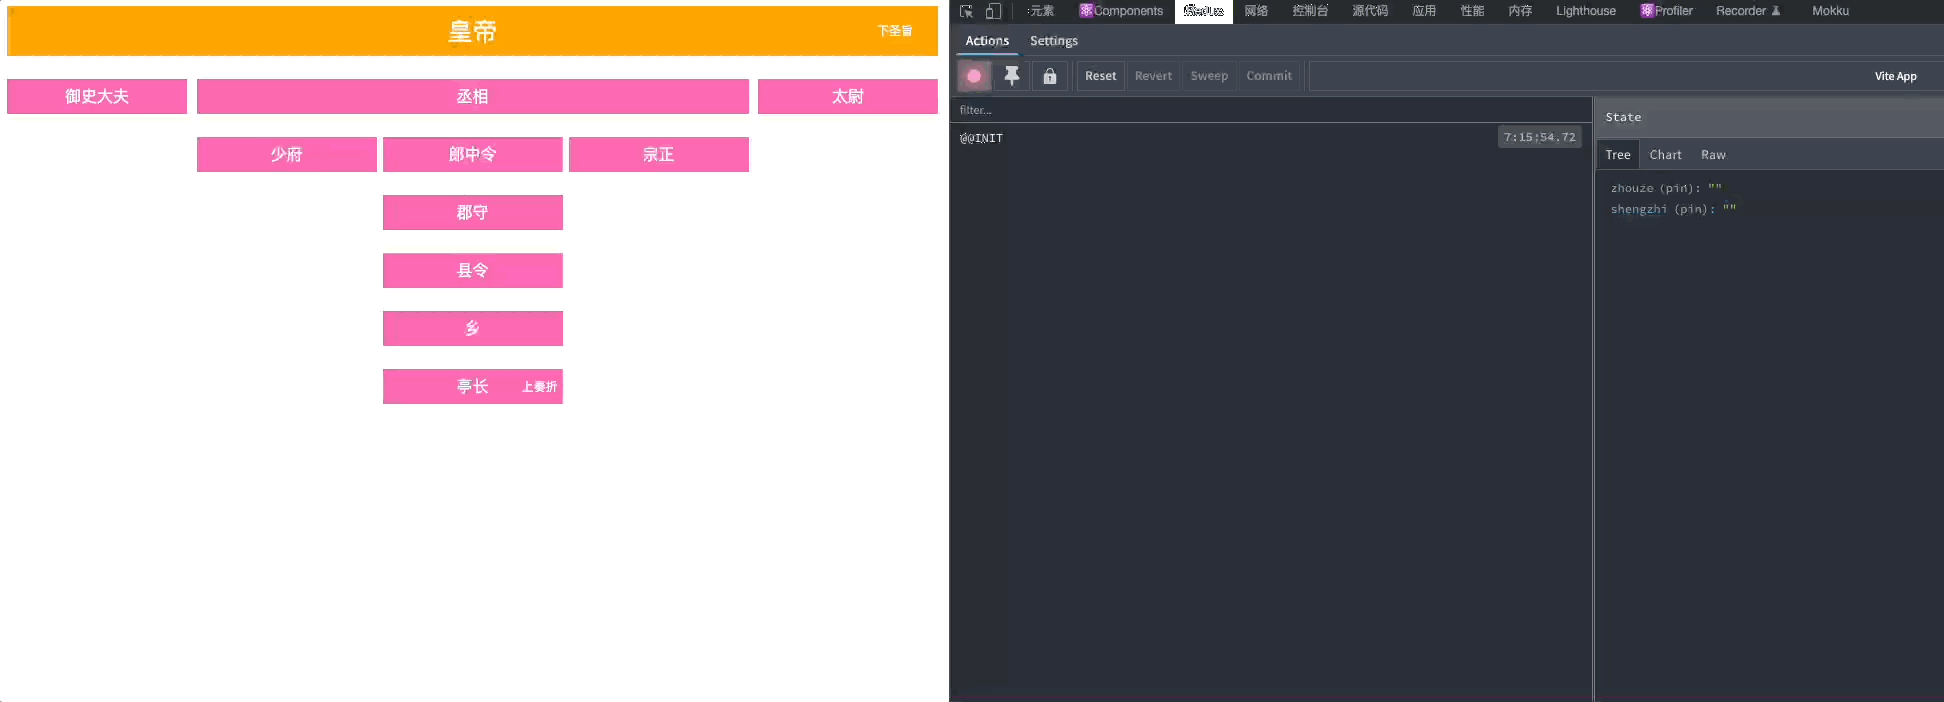 皇帝
下圣旨
御史大夫
丞相
太尉
少府
郎中令
宗正
郡守
县令
乡
亭长
上奏折
元素
Components
网络
控制台
源代码
应用
性能
内存
Lighthouse
Profiler
Recorder
Mokku
Actions
Settings
Reset
Revert
Sweep
Commit
Vite App
filter...
@@INIT
7:15:54.72
State
Tree
Chart
Raw
zhouze (pin): ""
shengzhi (pin): ""